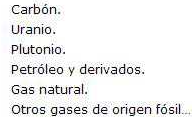 Carbón.
Uranio.
Plutonio.
Petróleo y derivados.
Gas natural.
Otros gases de origen fósil...